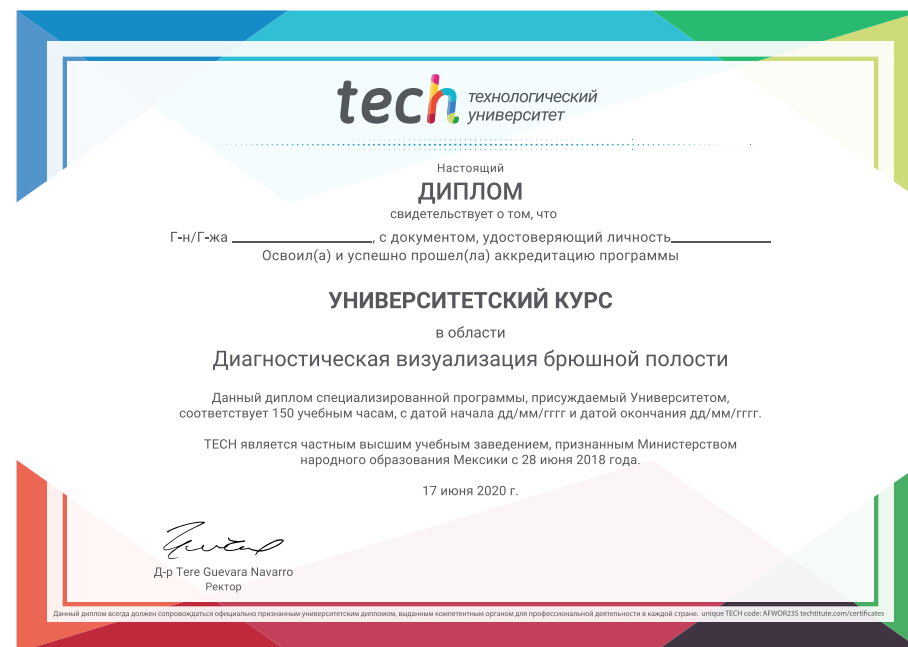 tech технологический
университет
Настоящий
ДИПЛОМ
свидетельствует о том, что
Г-н/Г-жа ____________________, с документом, удостоверяющий личность______________
Освоил(а) и успешно прошел(ла) аккредитацию программы
УНИВЕРСИТЕТСКИЙ КУРС
в области
Диагностическая визуализация брюшной полости
Данный диплом специализированной программы, присуждаемый Университетом,
соответствует 150 учебным часам, с датой начала дд/мм/гггг и датой окончания дд/мм/гггг.
TECH является частным высшим учебным заведением, признанным Министерством
народного образования Мексики с 28 июня 2018 года.
17 июня 2020 г.
Д-р Tere Guevara Navarro
Ректор
Данный диплом всегда должен сопровождаться официально признанным университетским дипломом, выданным компетентным органом для профессиональной деятельности в каждой стране. unique TECH code: AFWOR23S techtitute.com/certificates